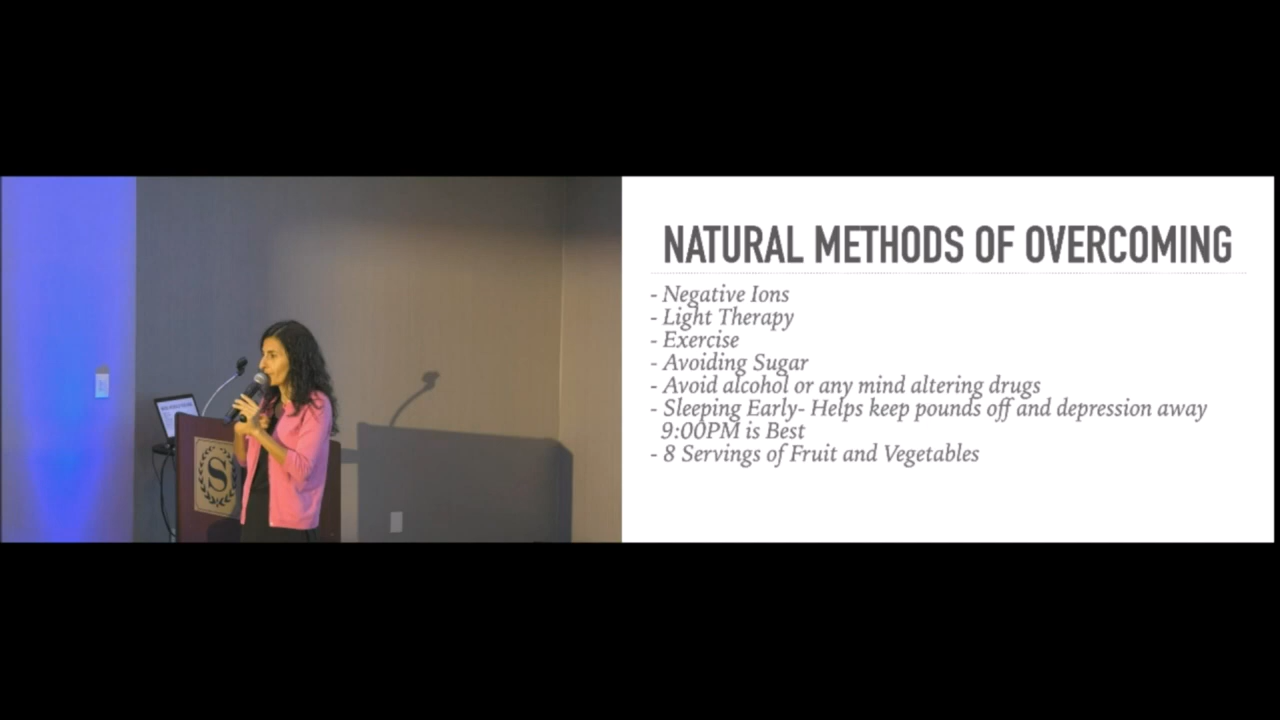 NATURAL METHODS OF OVERCOMING
- Negative Ions
- Light Therapy
- Exercise
- Avoiding Sugar
- Avoid alcohol or any mind altering drugs
- Sleeping Early- Helps keep pounds off and depression away
9:00PM is Best
- 8 Servings of Fruit and Vegetables
S